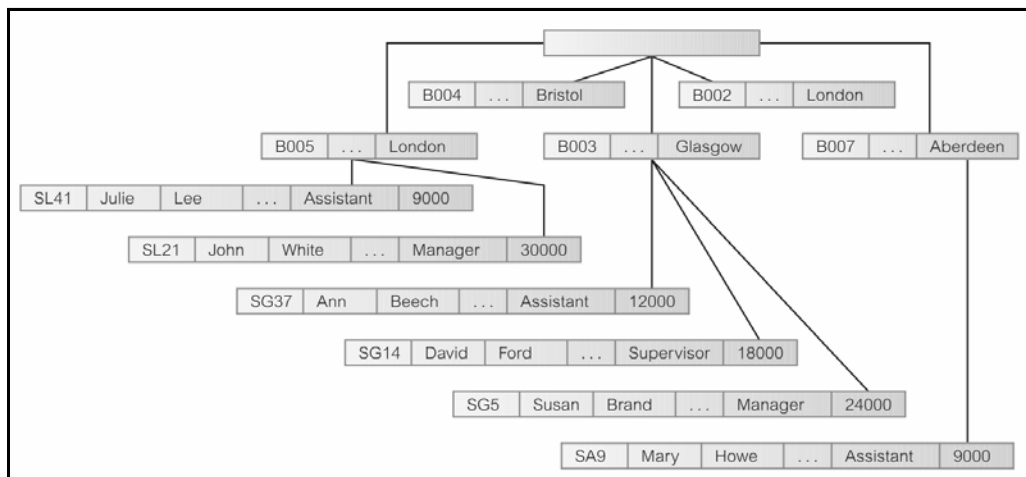 B004 ... Bristol
B002 ... London
B005 ... London
B003 ... Glasgow
B007 ... Aberdeen
SL41 Julie Lee ... Assistant 9000
SL21 John White ... Manager 30000
SG37 Ann Beech ... Assistant 12000
SG14 David Ford ... Supervisor 18000
SG5 Susan Brand ... Manager 24000
SA9 Mary Howe ... Assistant 9000